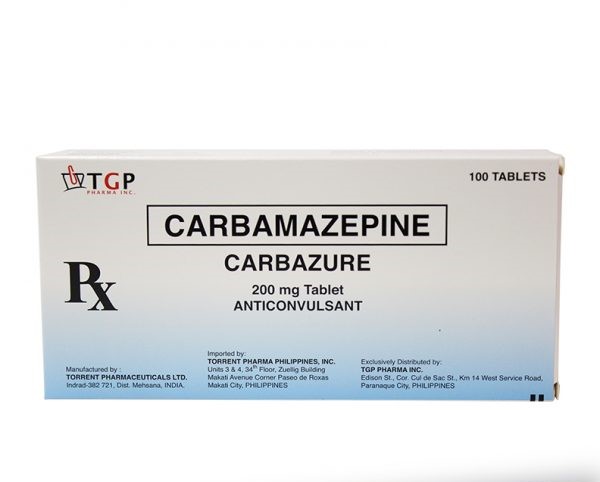 TGP
PHARMA INC.
100 TABLETS
CARBAMAZEPINE
CARBAZURE
Rx
200 mg Tablet
ANTICONVULSANT
Manufactured by :
TORRENT PHARMACEUTICALS LTD.
Indrad-382 721, Dist. Mehsana, INDIA.
Imported by:
TORRENT PHARMA PHILIPPINES, INC.
Units 3 & 4, 34th Floor, Zuellig Building
Makati Avenue Corner Paseo de Roxas
Makati City, PHILIPPINES
Exclusively Distributed by:
TGP PHARMA INC.
Edison St., Cor. Cul de Sac St., Km 14 West Service Road,
Paranaque City, PHILIPPINES